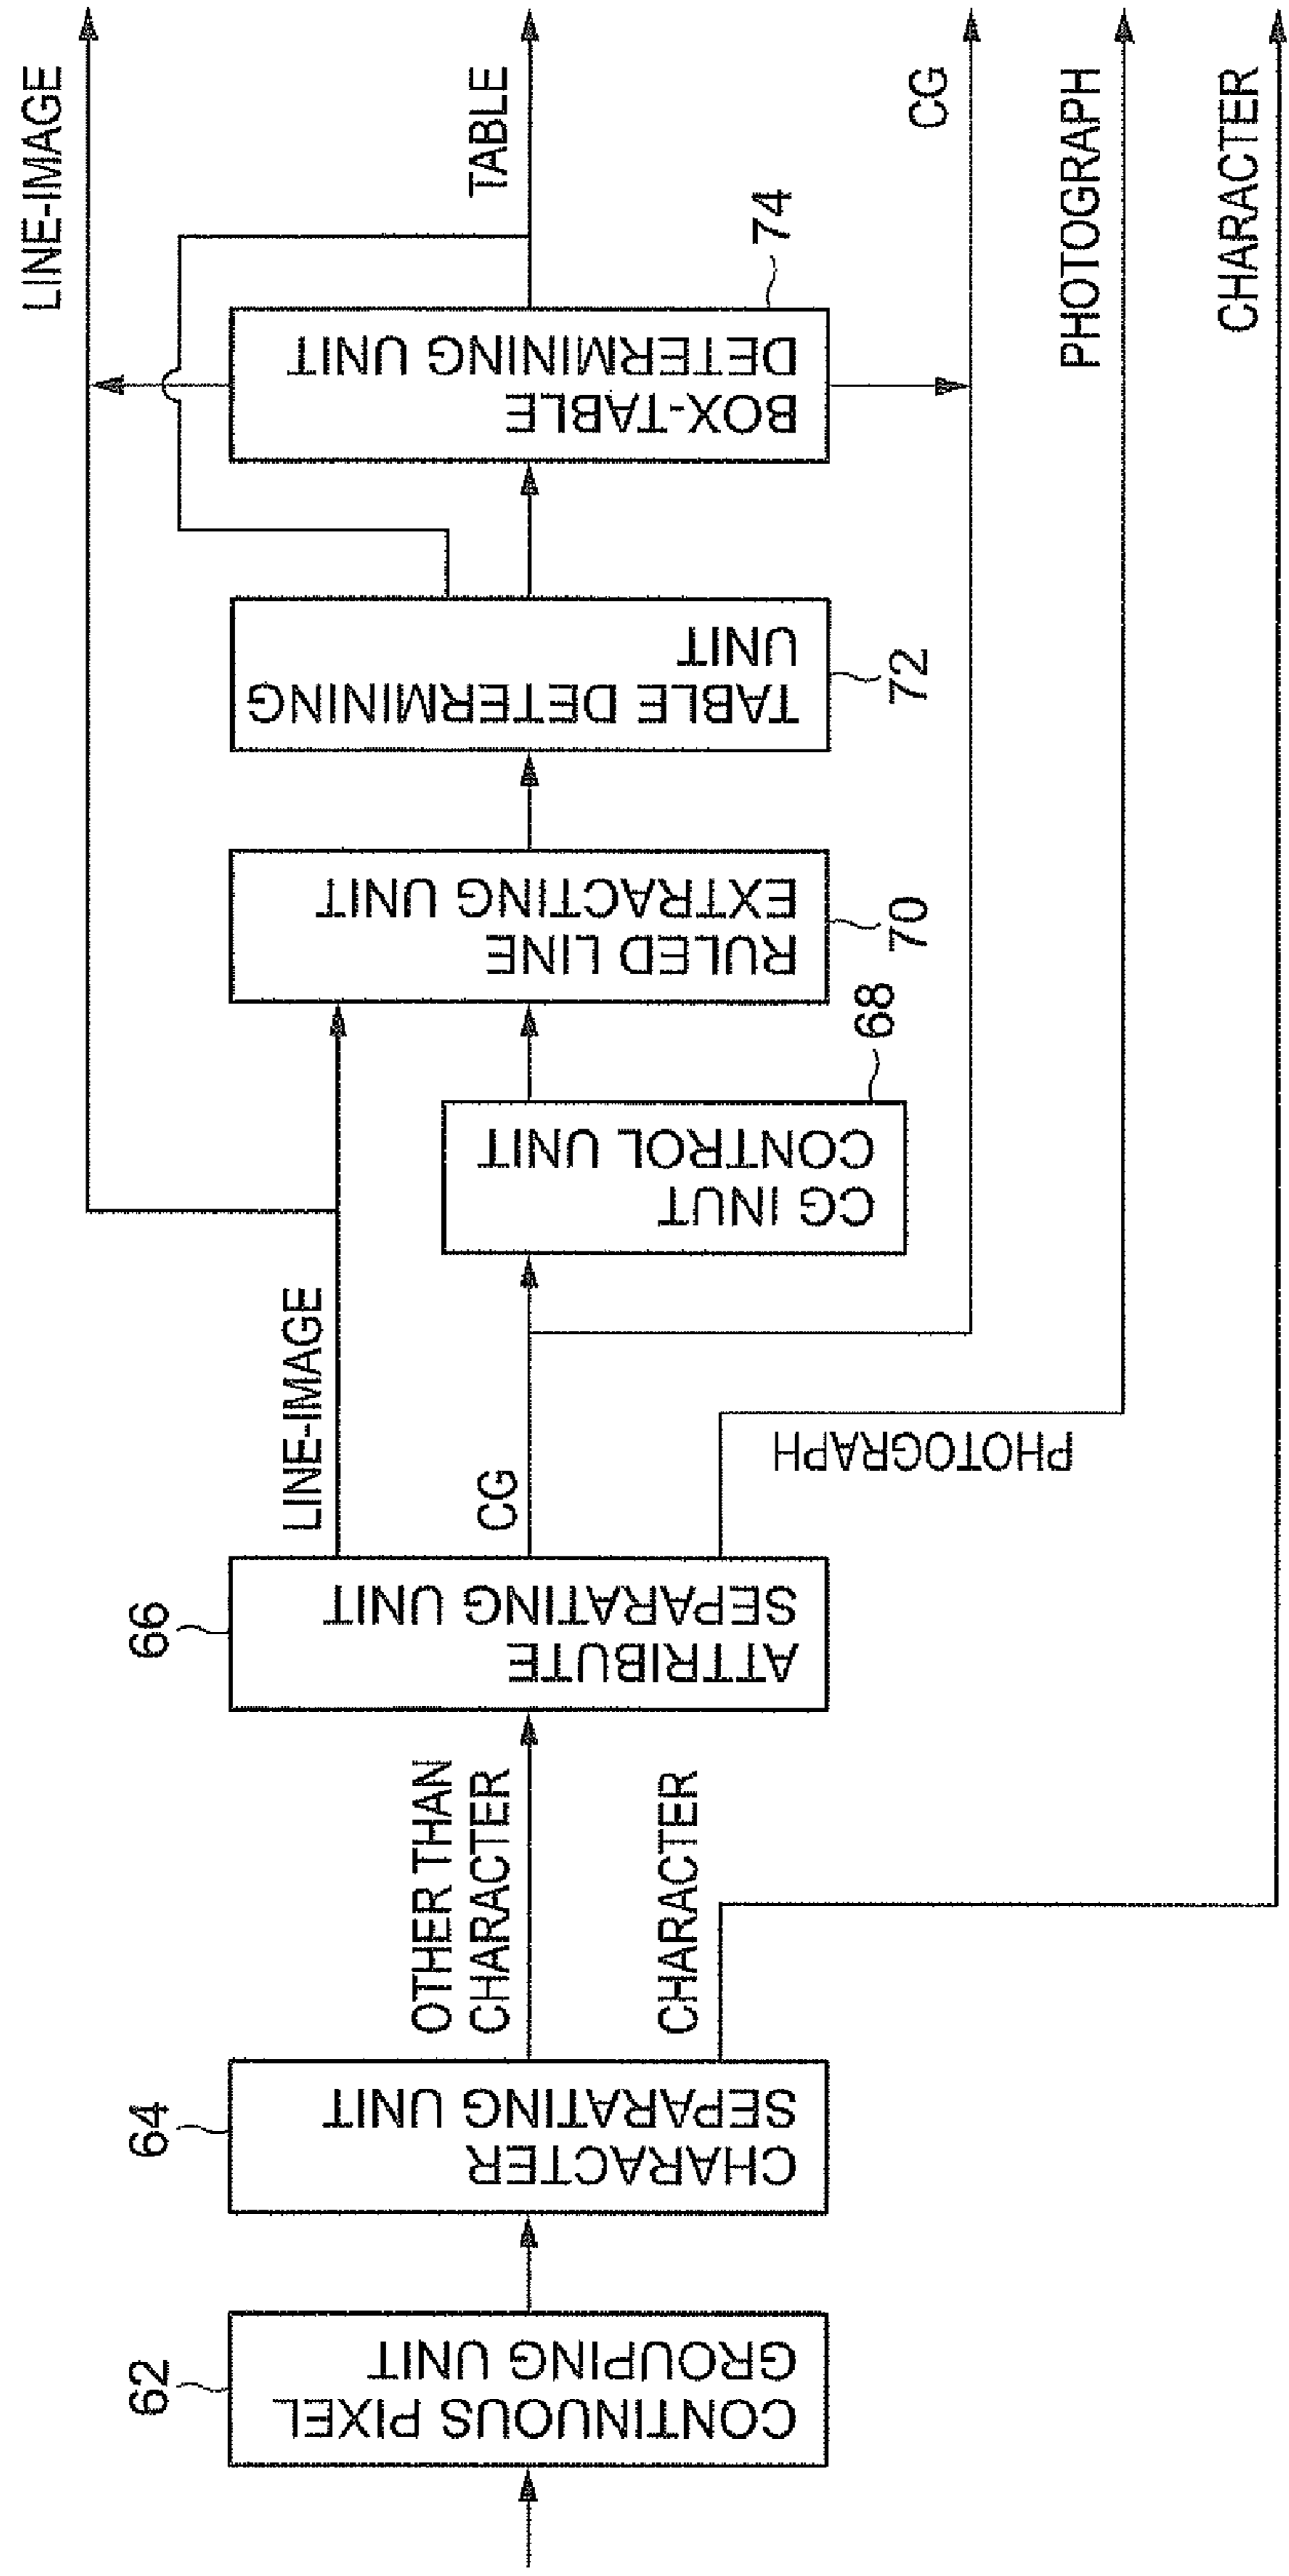 62
CONTINUOUS PIXEL
GROUPING UNIT
64
CHARACTER
SEPARATING UNIT
OTHER THAN
CHARACTER
CHARACTER
66
ATTRIBUTE
SEPARATING UNIT
LINE-IMAGE
CG
PHOTOGRAPH
CG INUT
CONTROL UNIT
68
RULED LINE
EXTRACTING UNIT
70
TABLE DETERMINING
UNIT
72
BOX-TABLE
DETERMINING UNIT
74
LINE-IMAGE
TABLE
CG
PHOTOGRAPH
CHARACTER